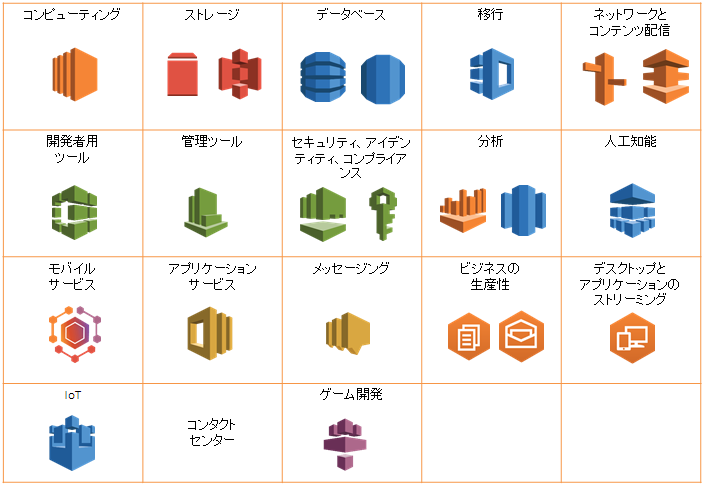 コンピューティング
ストレージ
データベース
移行
ネットワークと
コンテンツ配信
開発者用
ツール
管理ツール
セキュリティ、アイデン
ティティ、コンプライア
ンス
分析
人工知能
モバイル
サービス
アプリケーション
サービス
メッセージング
ビジネスの
生産性
デスクトップと
アプリケーションの
ストリーミング
IoT
コンタクト
センター
ゲーム開発